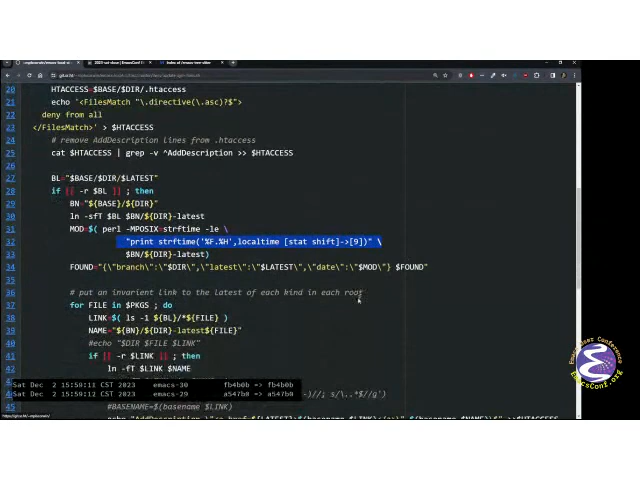 20 HTACCESS=$BASE/$DIR/.htaccess
21 echo '<FilesMatch "\.directive(\.asc)?$">
22 deny from all
23 </FilesMatch>' > $HTACCESS
24 # remove AddDescription lines from .htaccess
25 cat $HTACCESS | grep -v ^AddDescription >> $HTACCESS
26
27 BL="$BASE/$DIR/$LATEST"
28 if [[ -r $BL ]] ; then
29 BN="$BASE/${DIR}"
30 ln -sfT $BL $BN/${DIR}-latest
31 MOD=$( perl -MPOSIX=strftime -le \
32 "print strftime('%F.%H',localtime [stat shift]->[9])" \
33 $BN/${DIR}-latest)
34 FOUND="{\"branch\":\"$DIR\",\"latest\":\"$LATEST\",\"date\":\"$MOD\"} $FOUND"
35
36 # put an invarient link to the latest of each kind in each root
37 for FILE in $PKGS ; do
38 LINK=$( ls -1 ${BL}/*${FILE} )
39 NAME="${BN}/${DIR}-latest${FILE}"
40 #echo "$DIR $FILE $LINK"
41 if [[ -r $LINK ]] ; then
42 ln -fT $LINK $NAME
Sat Dec 2 15:59:11 CST 2023 emacs-30 fb4b0b => fb4b0b
Sat Dec 2 15:59:12 CST 2023 emacs-29 a547b0 => a547b0 -)//; s/\..*$//g')
45 #BASENAME=$(basename $LINK)
Emacs User Conference
EmacsConf.org